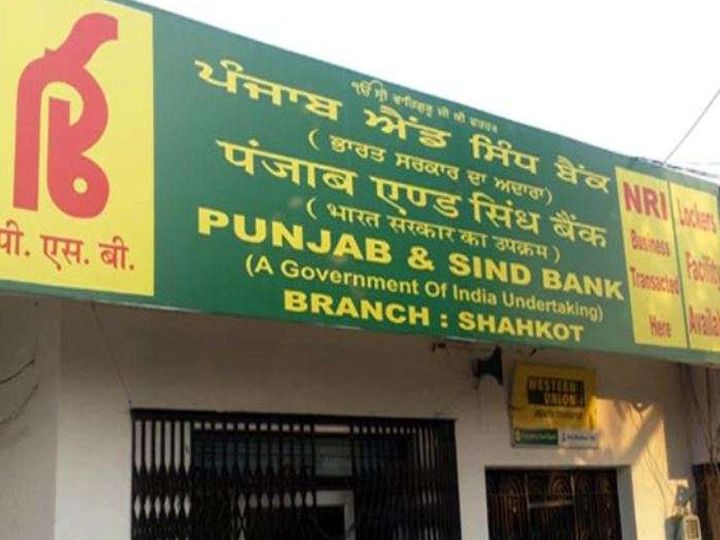 ੴ ਸ੍ਰੀ ਵਾਹਿਗੁਰੂ ਜੀ ਕੀ ਫਤਹਿ
ਪੰਜਾਬ ਐਂਡ ਸਿੰਧ ਬੈਂਕ
( ਭਾਰਤ ਸਰਕਾਰ ਦਾ ਅਦਾਰਾ)
पंजाब एण्ड सिंध बैंक
( भारत सरकार का उपक्रम )
PUNJAB & SIND BANK
(A Government Of India Undertaking)
BRANCH : SHAHKOT
पी. एस. बी.
NRI
Business
Transacted
Here
Lockers
WESTERN
UNION